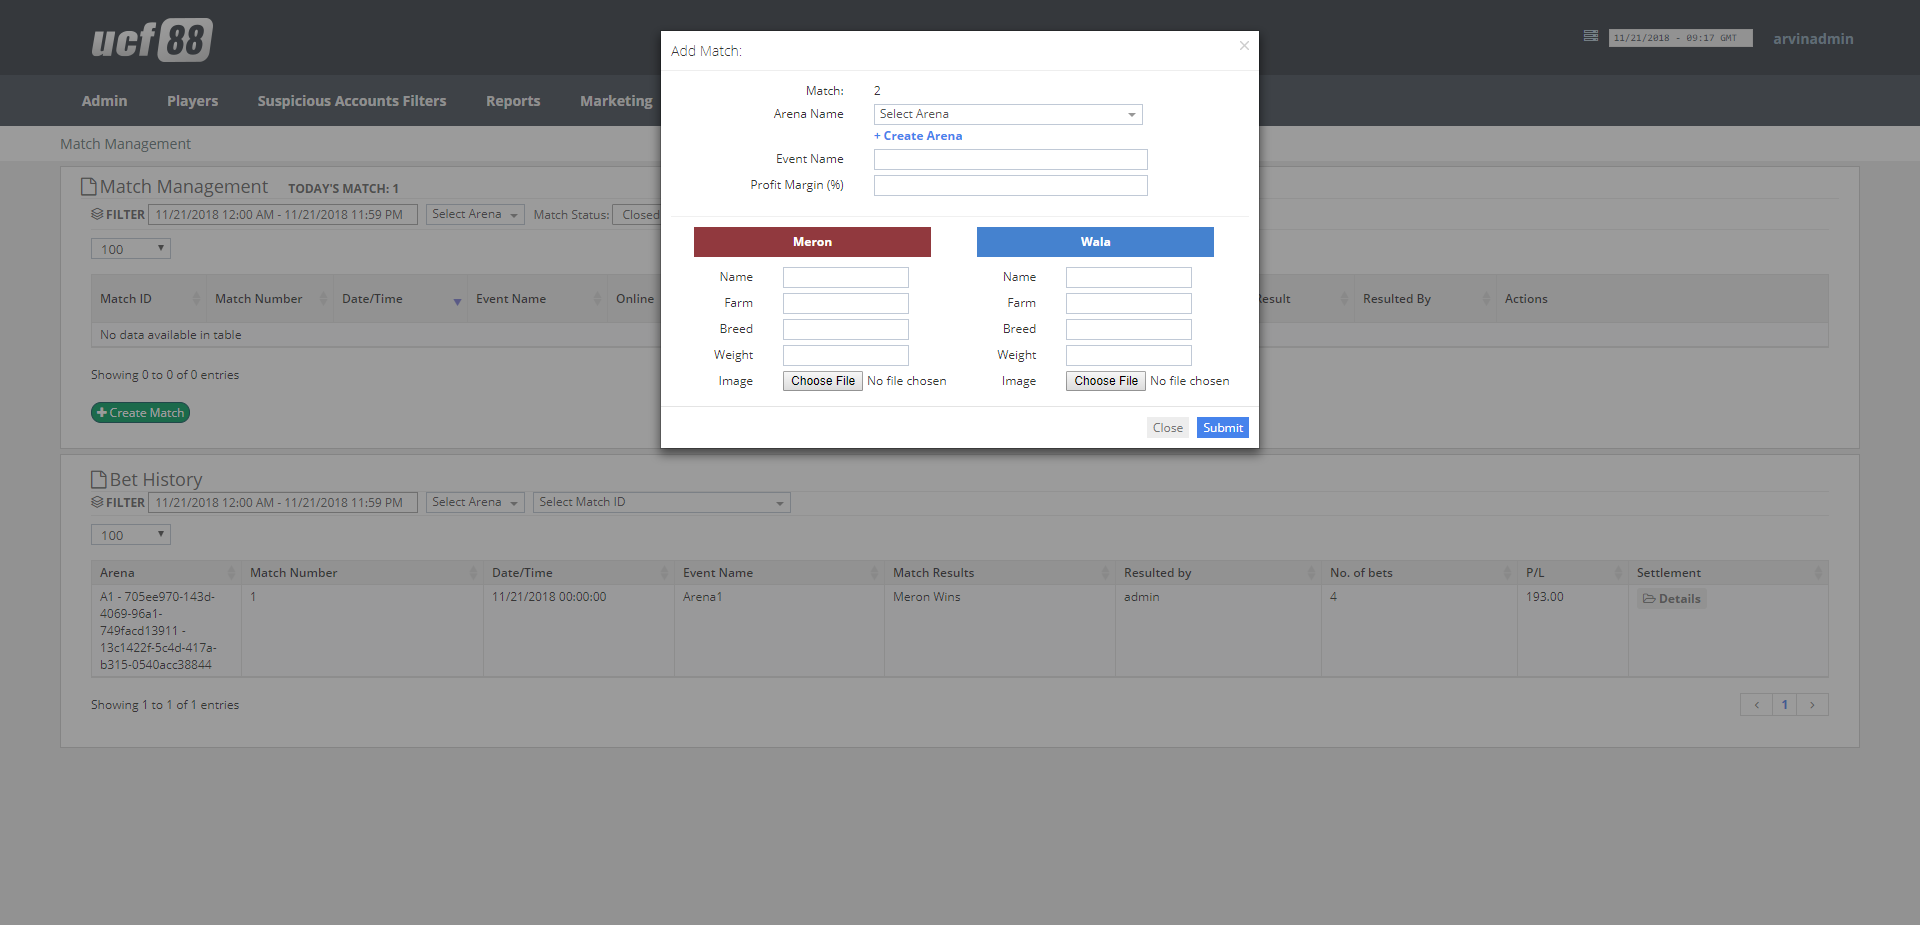 ucf88
11/21/2018 - 09:17 GMT
arvinadmin
Admin Players Suspicious Accounts Filters Reports Marketing
Match Management
Match Management TODAY'S MATCH: 1
FILTER 11/21/2018 12:00 AM - 11/21/2018 11:59 PM Select Arena Match Status: Closed
100
Match ID Match Number Date/Time Event Name Online Result Resulted By Actions
No data available in table
Showing 0 to 0 of 0 entries
Create Match
Add Match: ×
Match: 2
Arena Name Select Arena
+ Create Arena
Event Name
Profit Margin (%)
Meron Wala
Name Name
Farm Farm
Breed Breed
Weight Weight
Image Choose File No file chosen Image Choose File No file chosen
Close Submit
Bet History
FILTER 11/21/2018 12:00 AM - 11/21/2018 11:59 PM Select Arena Select Match ID
100
Arena Match Number Date/Time Event Name Match Results Resulted by No. of bets P/L Settlement
A1 - 705ee970-143d- 1 11/21/2018 00:00:00 Arena1 Meron Wins admin 4 193.00 Details
4069-96a1-
749facd13911 -
13c1422f-5c4d-417a-
b315-0540acc38844
Showing 1 to 1 of 1 entries
‹ 1 ›